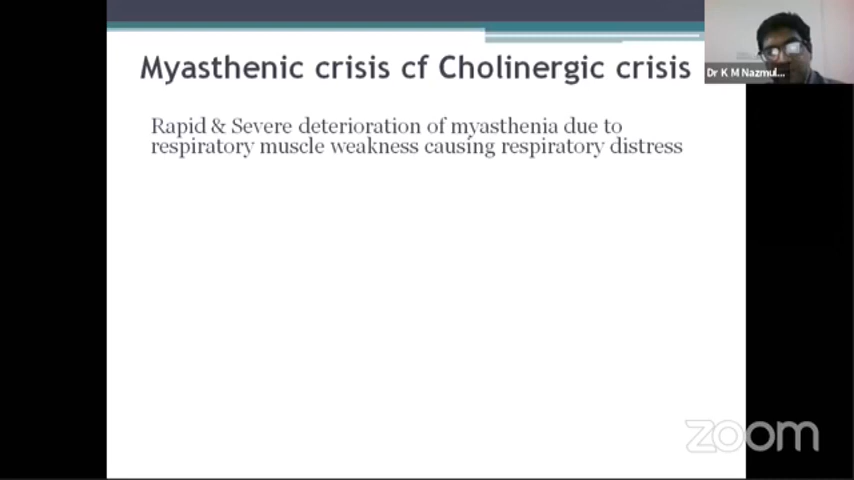 Myasthenic crisis cf Cholinergic crisis
Dr K M Nazmul...
Rapid & Severe deterioration of myasthenia due to
respiratory muscle weakness causing respiratory distress
zoom